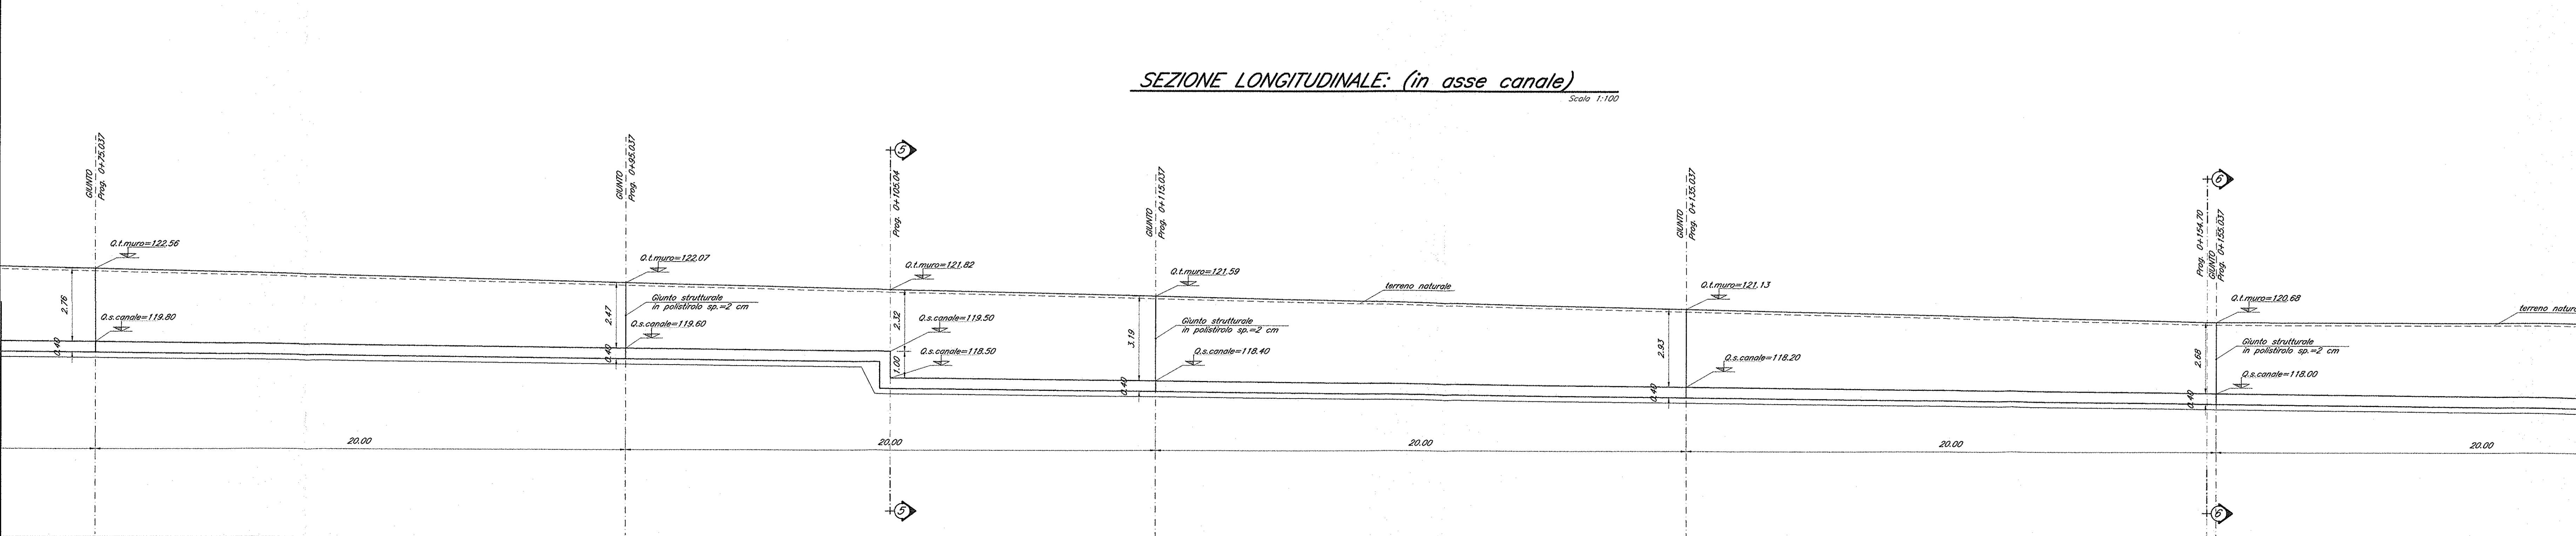 SEZIONE LONGITUDINALE: (in asse canale)
Scala 1:100
GIUNTO
Prog. 0+75.037
Q.t.muro=122.56
2.76
Q.s.canale=119.80
0.40
20.00
GIUNTO
Prog. 0+95.037
Q.t.muro=122.07
2.47
Giunto strutturale
in polistirolo sp.=2 cm
Q.s.canale=119.60
0.40
20.00
5
Prog. 0+105.04
Q.t.muro=121.82
2.32
Q.s.canale=119.50
1.00
Q.s.canale=118.50
5
GIUNTO
Prog. 0+115.037
Q.t.muro=121.59
3.19
Giunto strutturale
in polistirolo sp.=2 cm
Q.s.canale=118.40
0.40
terreno naturale
20.00
GIUNTO
Prog. 0+135.037
Q.t.muro=121.13
2.93
Q.s.canale=118.20
0.40
20.00
6
Prog. 0+154.70
GIUNTO
Prog. 0+155.037
Q.t.muro=120.68
2.68
Giunto strutturale
in polistirolo sp.=2 cm
Q.s.canale=118.00
0.40
terreno
20.00
6